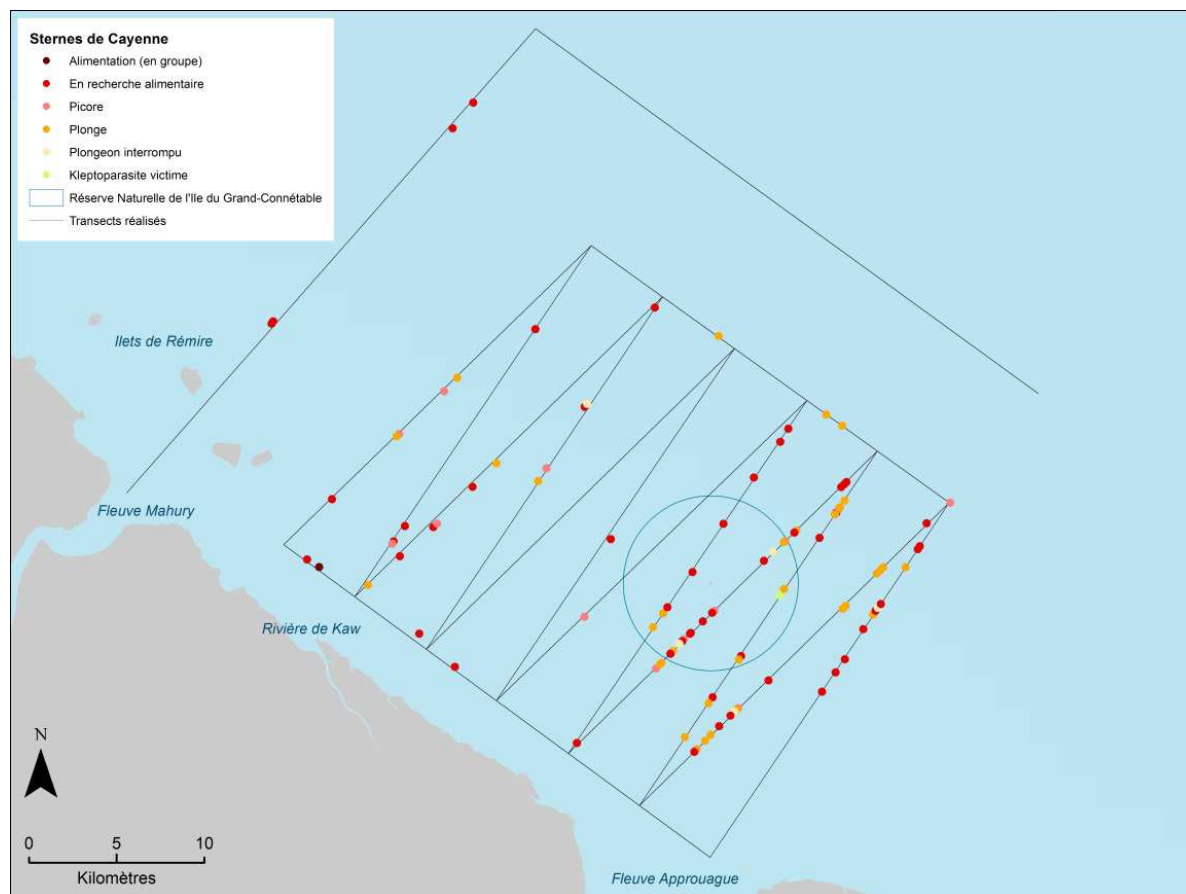 Sternes de Cayenne
Alimentation (en groupe)
En recherche alimentaire
Picore
Plonge
Plongeon interrompu
Kleptoparasite victime
Réserve Naturelle de l'Ile du Grand-Connétable
Transects réalisés
Ilets de Rémire
Fleuve Mahury
Rivière de Kaw
N
0 5 10
Kilomètres
Fleuve Approuague